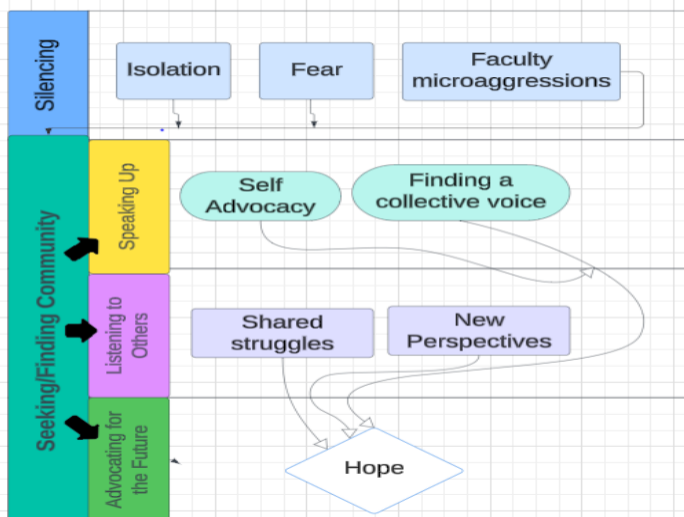 Silencing
Isolation
Fear
Faculty
microaggressions
Seeking/Finding Community
Speaking Up
Self
Advocacy
Finding a
collective voice
Listening to
Others
Shared
struggles
New
Perspectives
Advocating for
the Future
Hope